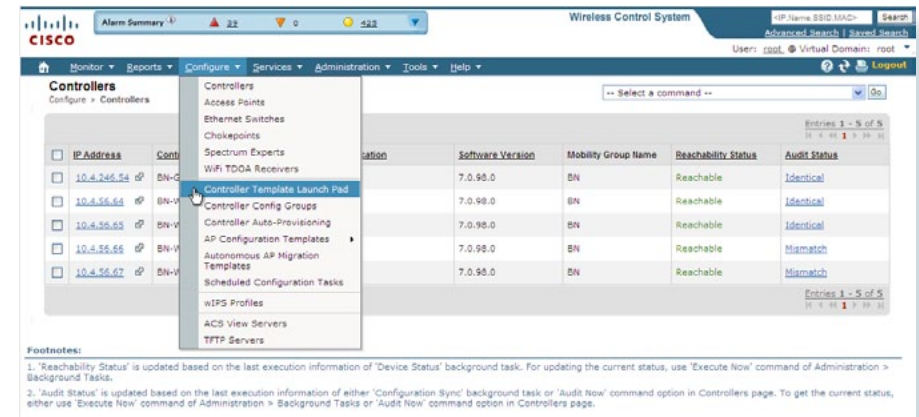 Alarm Summary 29 0 423
Wireless Control System
<IP,Name,SSID,MAC> Search
Advanced Search | Saved Search
CISCO
User: root @ Virtual Domain: root
Monitor Reports Configure Services Administration Tools Help Logout
Controllers
Configure > Controllers
-- Select a command -- Go
Entries 1 - 5 of 5
1
IP Address Software Version Mobility Group Name Reachability Status Audit Status
10.4.246.54 7.0.98.0 BN Reachable Identical
10.4.56.64 7.0.98.0 BN Reachable Identical
10.4.56.65 7.0.98.0 BN Reachable Identical
10.4.56.66 7.0.98.0 BN Reachable Mismatch
10.4.56.67 7.0.98.0 BN Reachable Mismatch
Entries 1 - 5 of 5
1
Controllers
Access Points
Ethernet Switches
Chokepoints
Spectrum Experts
WiFi TDOA Receivers
Controller Template Launch Pad
Controller Config Groups
Controller Auto-Provisioning
AP Configuration Templates
Autonomous AP Migration
Templates
Scheduled Configuration Tasks
wIPS Profiles
ACS View Servers
TFTP Servers
Footnotes:
1. 'Reachability Status' is updated based on the last execution information of 'Device Status' background task. For updating the current status, use 'Execute Now' command of Administration >
Background Tasks.
2. 'Audit Status' is updated based on the last execution information of either 'Configuration Sync' background task or 'Audit Now' command option in Controllers page. To get the current status,
either use 'Execute Now' command of Administration > Background Tasks or 'Audit Now' command option in Controllers page.